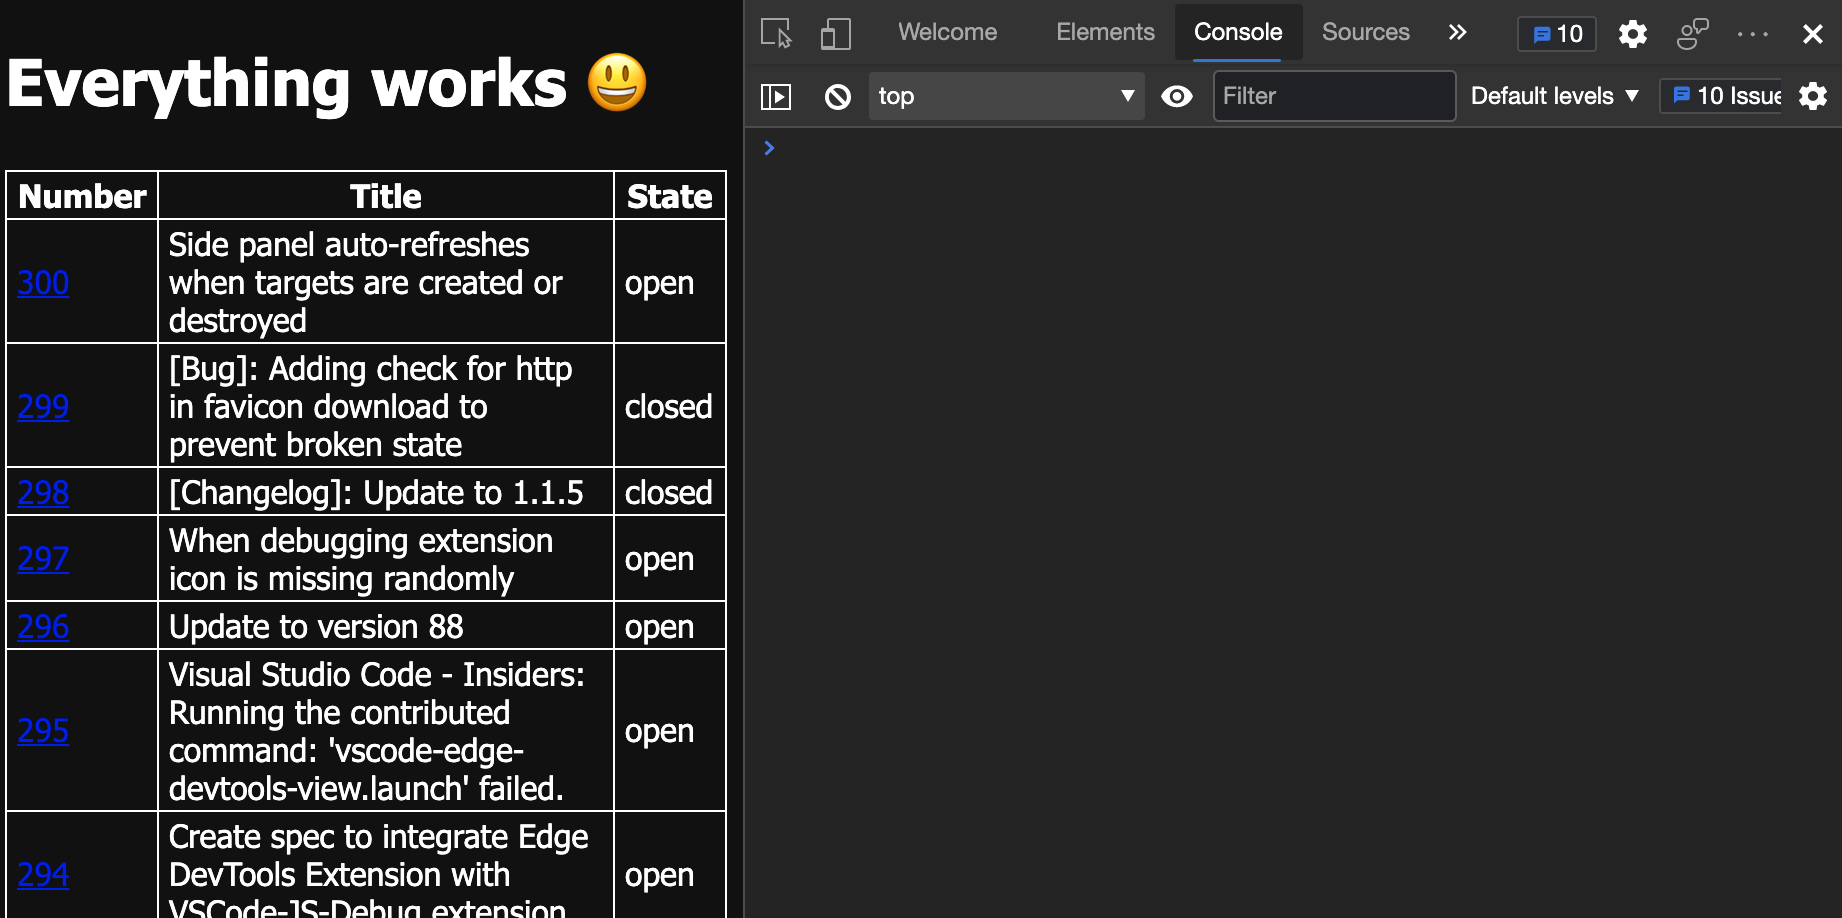 Everything works 😃
Number Title State
300
Side panel auto-refreshes
when targets are created or
destroyed
open
299
[Bug]: Adding check for http
in favicon download to
prevent broken state
closed
298 [Changelog]: Update to 1.1.5 closed
297
When debugging extension
icon is missing randomly
open
296 Update to version 88 open
295
Visual Studio Code - Insiders:
Running the contributed
command: 'vscode-edge-
devtools-view.launch' failed.
open
294
Create spec to integrate Edge
DevTools Extension with
VSCode-JS-Debug extension
open
Welcome Elements Console Sources » 10
top Filter Default levels 10 Issue